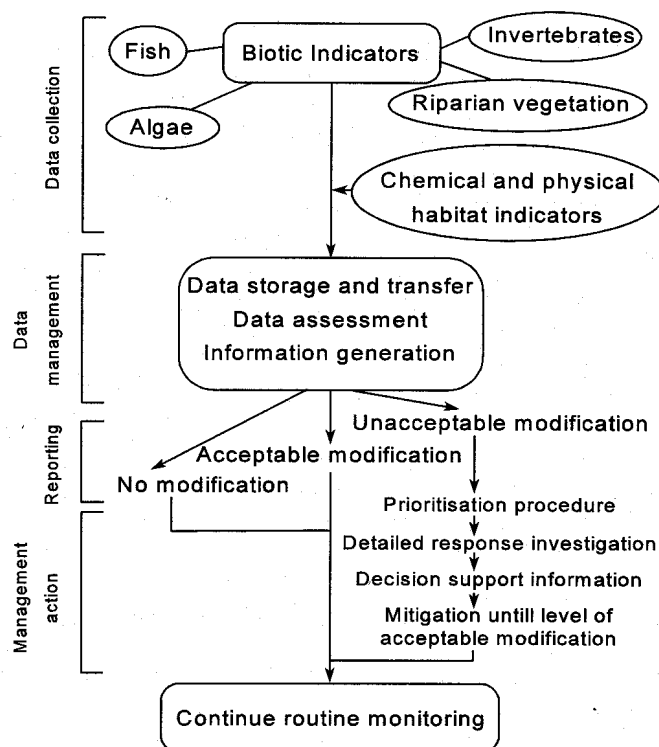 Data collection
Fish
Biotic Indicators
Invertebrates
Algae
Riparian vegetation
Chemical and physical
habitat indicators
Data
management
Data storage and transfer
Data assessment
Information generation
Reporting
Unacceptable modification
Acceptable modification
No modification
Management
action
Prioritisation procedure
Detailed response investigation
Decision support information
Mitigation untill level of
acceptable modification
Continue routine monitoring